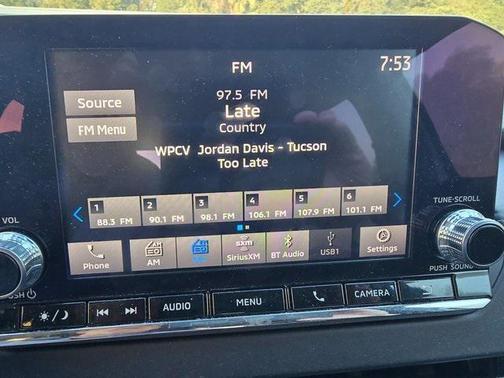 FM
7:53
Source
97.5 FM
Late
FM Menu
Country
WPCV Jordan Davis - Tucson
Too Late
1 2 3 4 5 6
88.3 FM 90.1 FM 98.1 FM 106.1 FM 107.9 FM 101.1 FM
VOL
TUNE-SCROLL
Phone AM SXM SiriusXM BT Audio USB1 Settings
PUSH SOUND
AUDIO MENU CAMERA